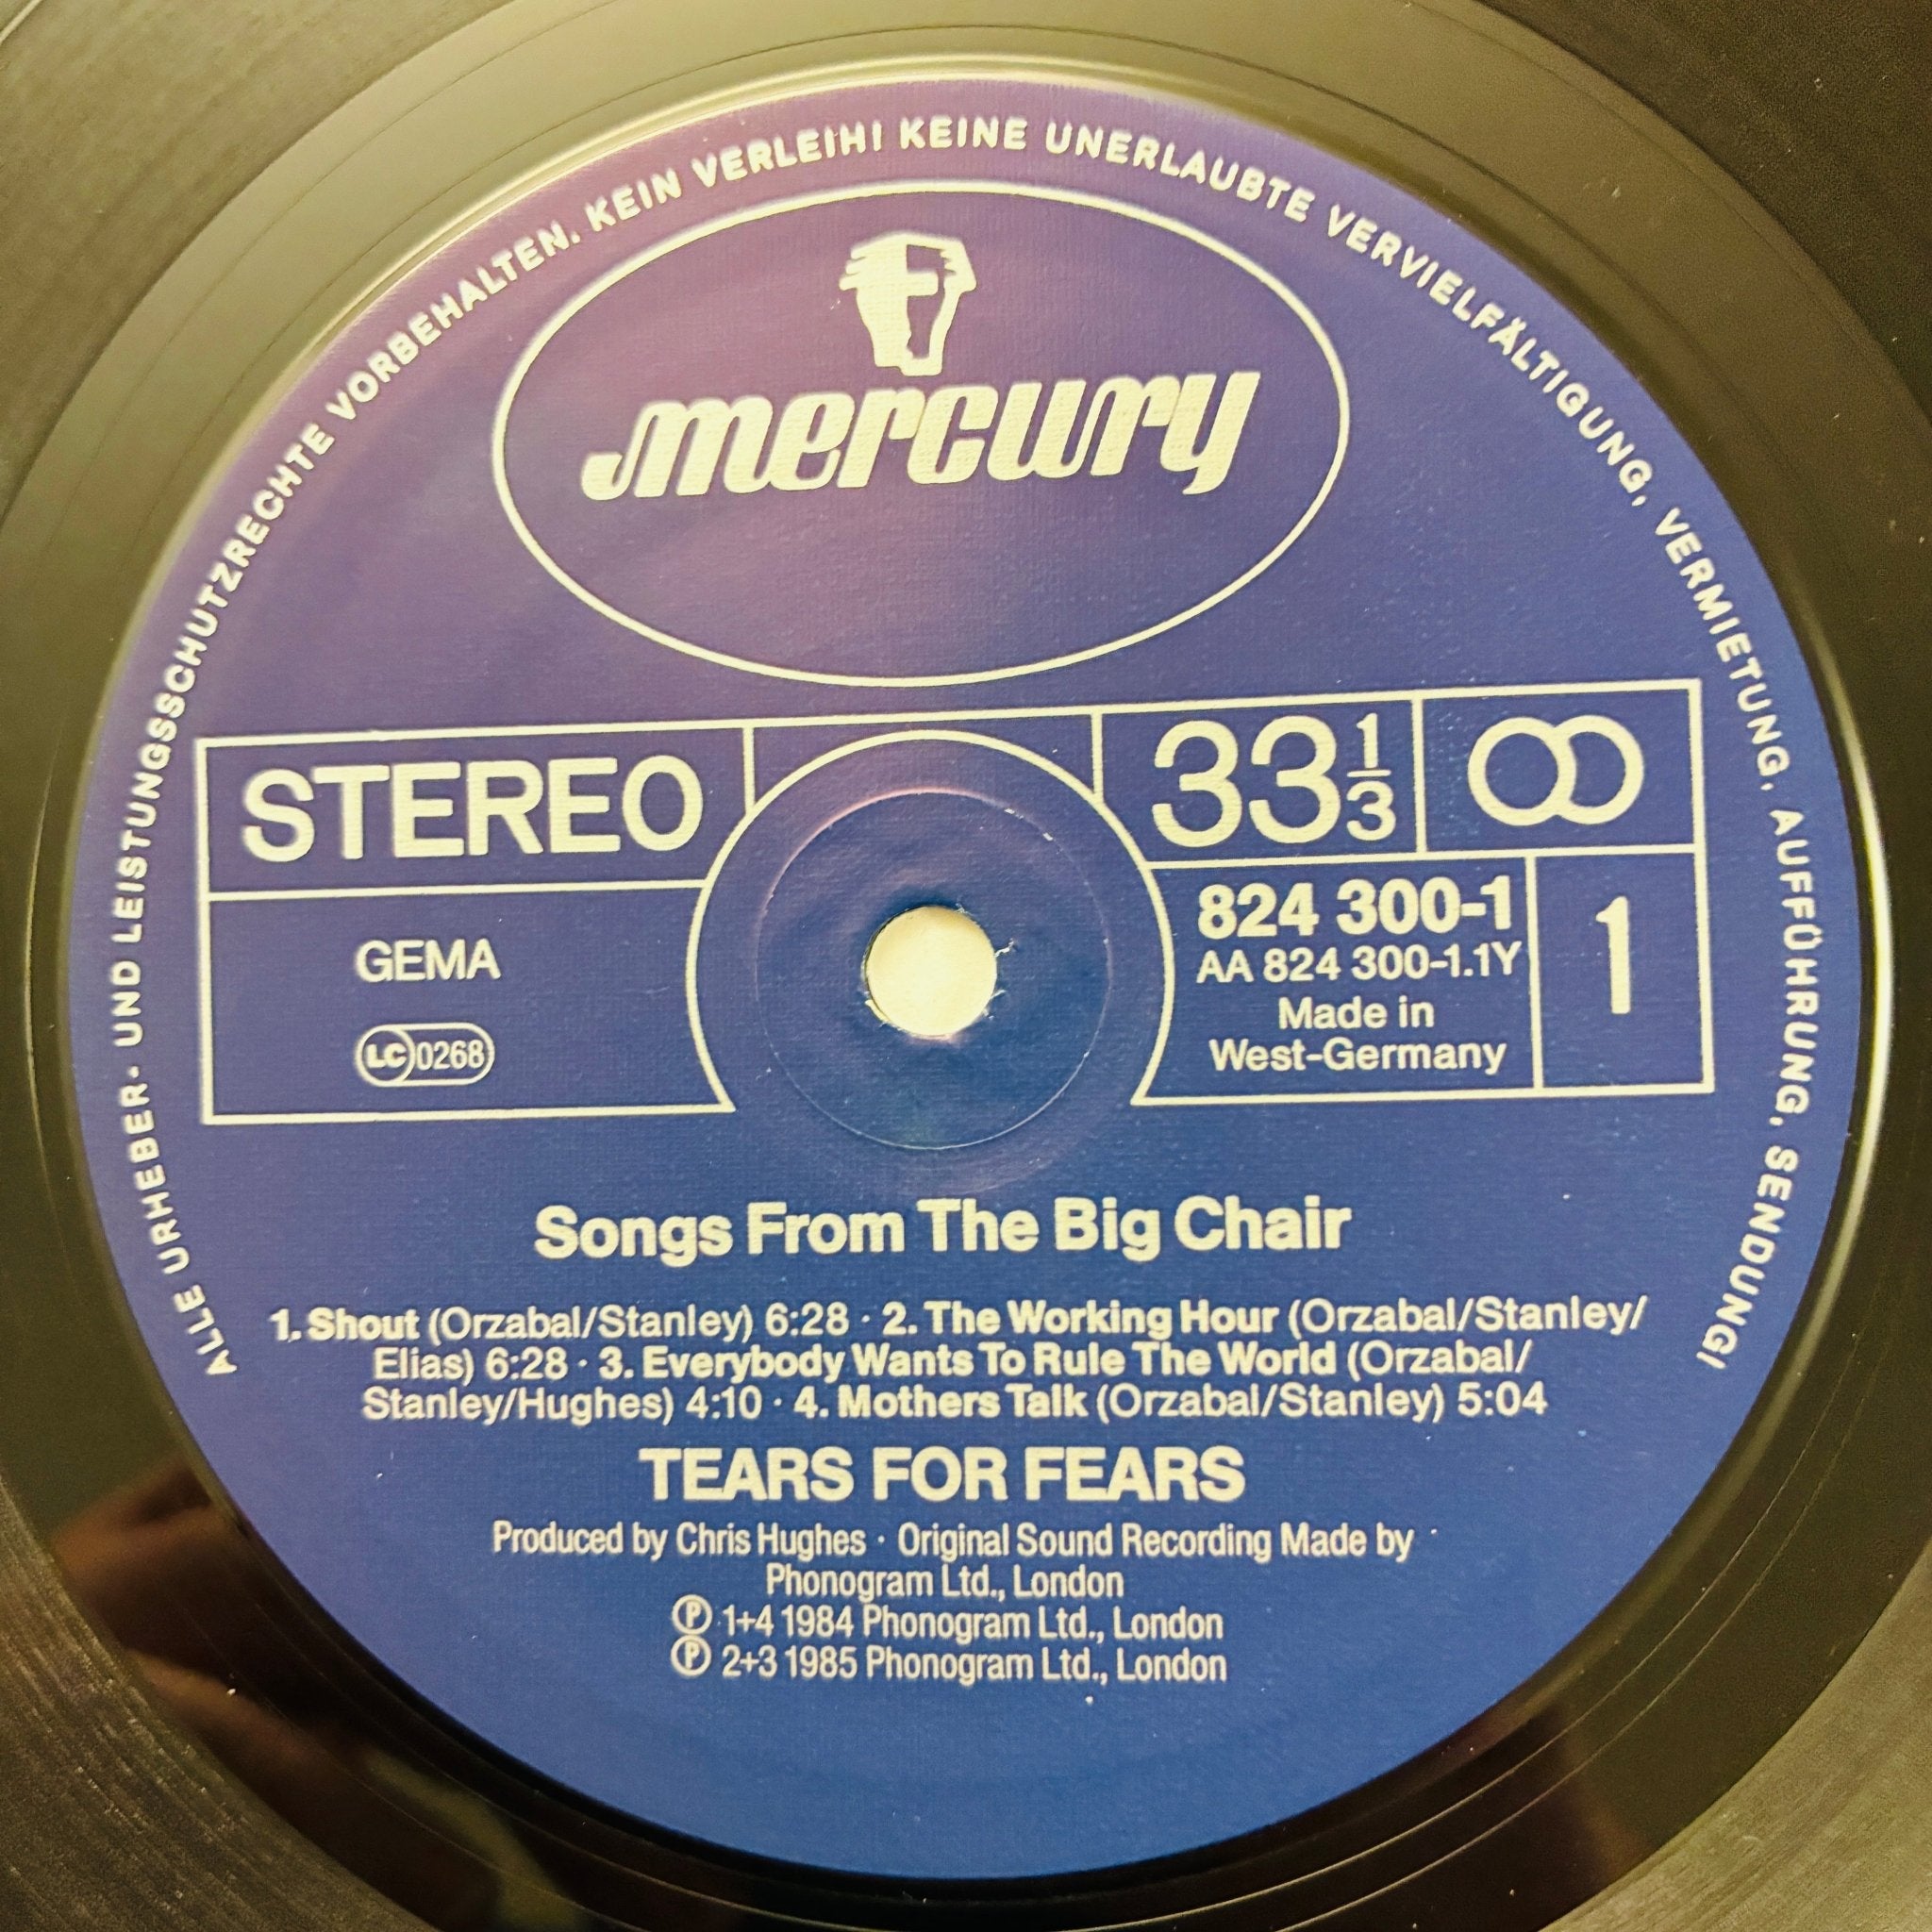 ALLE URHEBER- UND LEISTUNGSSCHUTZRECHTE VORBEHALTEN. KEIN VERLEIH! KEINE UNERLAUBTE VERVIELFÄLTIGUNG, VERMIETUNG, AUFFÜHRUNG, SENDUNG!
mercury
STEREO
33 1/3
GEMA
LC 0268
824 300-1
AA 824 300-1.1Y
Made in
West-Germany
1
Songs From The Big Chair
1. Shout (Orzabal/Stanley) 6:28 · 2. The Working Hour (Orzabal/Stanley/
Elias) 6:28 · 3. Everybody Wants To Rule The World (Orzabal/
Stanley/Hughes) 4:10 · 4. Mothers Talk (Orzabal/Stanley) 5:04
TEARS FOR FEARS
Produced by Chris Hughes · Original Sound Recording Made by
Phonogram Ltd., London
℗ 1+4 1984 Phonogram Ltd., London
℗ 2+3 1985 Phonogram Ltd., London